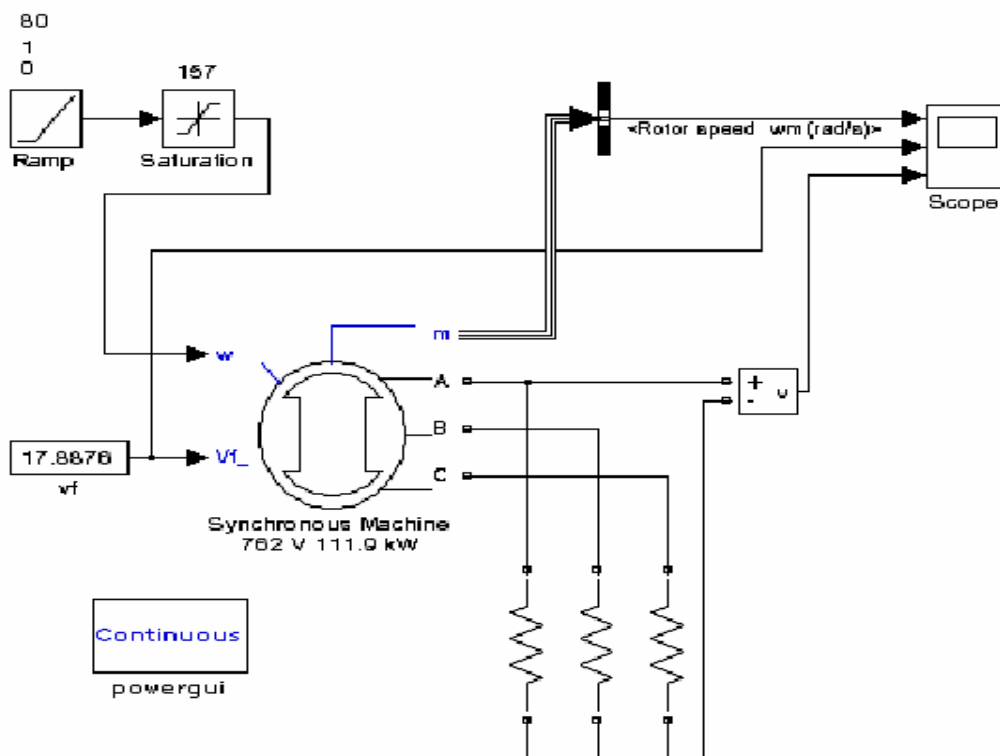 80
1
0
157
Ramp
Saturation
<Rotor speed wm (rad/s)>
Scope
m
w
A
+
-
v
B
17.8876
Vf_
C
vf
Synchronous Machine
762 V 111.9 kW
Continuous
powergui